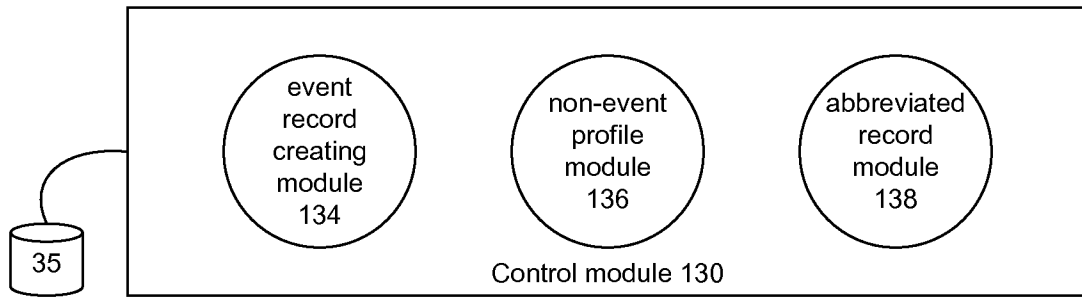 event
record
creating
module
134
non-event
profile
module
136
abbreviated
record
module
138
35
Control module 130